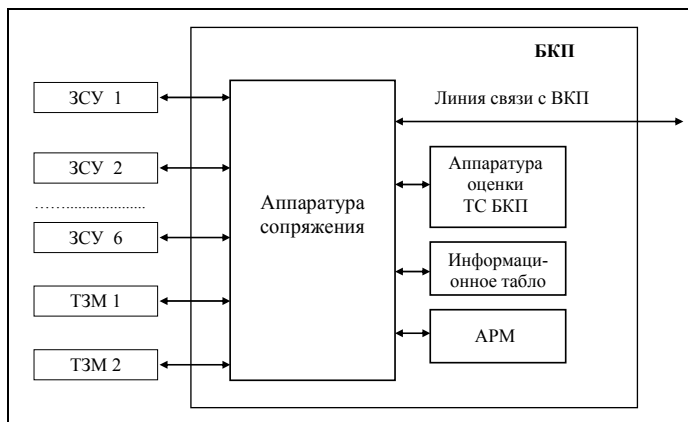 БКП
ЗСУ 1
Линия связи с ВКП
ЗСУ 2
Аппаратура
оценки
ТС БКП
Аппаратура
сопряжения
........................
ЗСУ 6
Информаци-
онное табло
ТЗМ 1
АРМ
ТЗМ 2